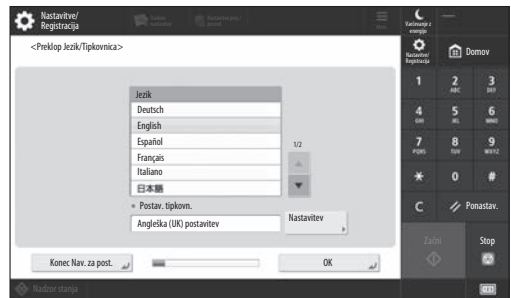 Nastavitve/
Registracija
Varčevanje z
energijo
<Preklop Jezik/Tipkovnica>
Nastavitve/
Registracija
Domov
Jezik
Deutsch
English
Español
Français
Italiano
日本語
1/2
Postav. tipkovn.
Angleška (UK) postavitev
Nastavitev
Konec Nav. za post.
OK
1
2 ABC
3 DEF
4 GHI
5 JKL
6 MNO
7 PQRS
8 TUV
9 WXYZ
* 0 #
C
Ponastav.
Začni
Stop
Nadzor stanja